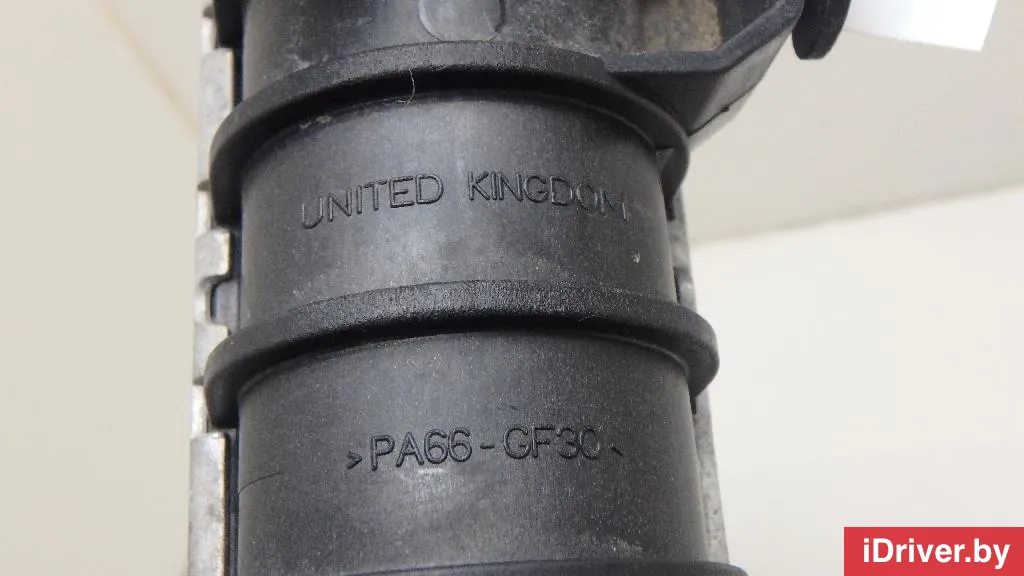 UNITED KINGDOM
>PA66-GF30<
iDriver.by